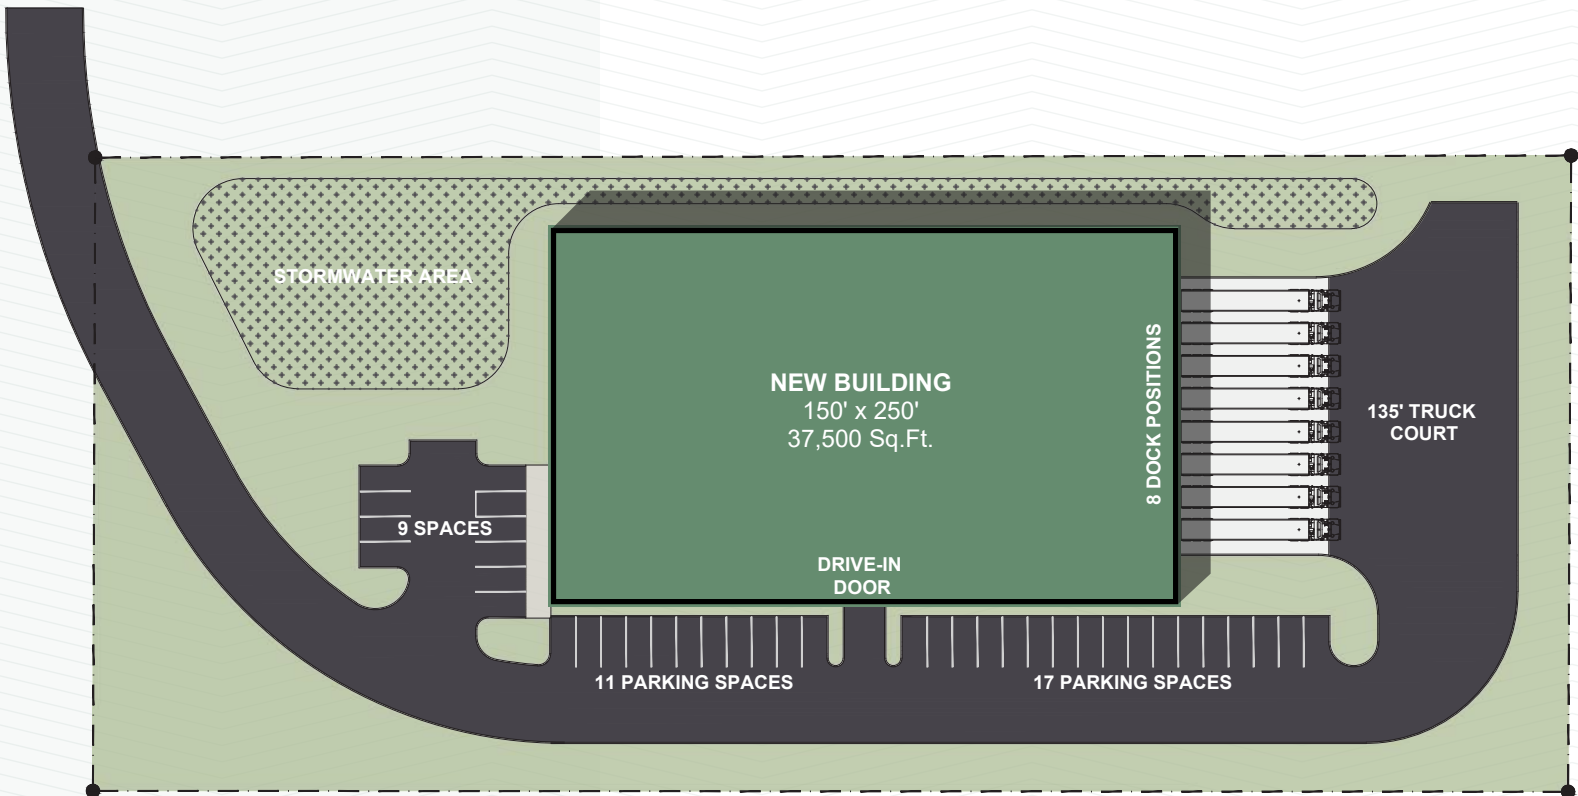 STORMWATER AREA
NEW BUILDING
150' x 250'
37,500 Sq.Ft.
8 DOCK POSITIONS
135' TRUCK
COURT
9 SPACES
DRIVE-IN
DOOR
11 PARKING SPACES
17 PARKING SPACES